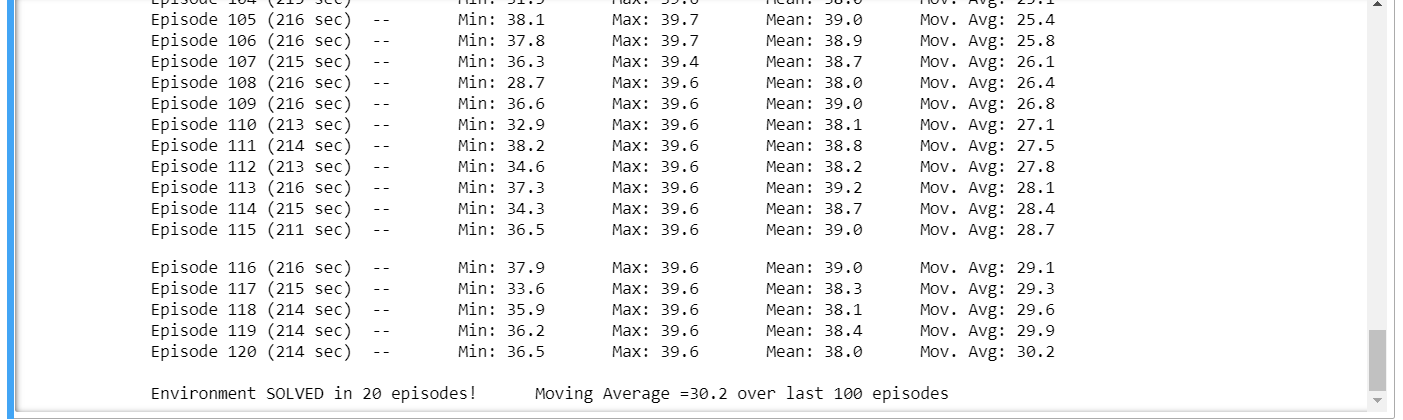 Episode 104 (215 sec)  --  Min: 31.5  Max: 39.6  Mean: 38.0  Mov. Avg: 25.1
Episode 105 (216 sec)  --  Min: 38.1  Max: 39.7  Mean: 39.0  Mov. Avg: 25.4
Episode 106 (216 sec)  --  Min: 37.8  Max: 39.7  Mean: 38.9  Mov. Avg: 25.8
Episode 107 (215 sec)  --  Min: 36.3  Max: 39.4  Mean: 38.7  Mov. Avg: 26.1
Episode 108 (216 sec)  --  Min: 28.7  Max: 39.6  Mean: 38.0  Mov. Avg: 26.4
Episode 109 (216 sec)  --  Min: 36.6  Max: 39.6  Mean: 39.0  Mov. Avg: 26.8
Episode 110 (213 sec)  --  Min: 32.9  Max: 39.6  Mean: 38.1  Mov. Avg: 27.1
Episode 111 (214 sec)  --  Min: 38.2  Max: 39.6  Mean: 38.8  Mov. Avg: 27.5
Episode 112 (213 sec)  --  Min: 34.6  Max: 39.6  Mean: 38.2  Mov. Avg: 27.8
Episode 113 (216 sec)  --  Min: 37.3  Max: 39.6  Mean: 39.2  Mov. Avg: 28.1
Episode 114 (215 sec)  --  Min: 34.3  Max: 39.6  Mean: 38.7  Mov. Avg: 28.4
Episode 115 (211 sec)  --  Min: 36.5  Max: 39.6  Mean: 39.0  Mov. Avg: 28.7
Episode 116 (216 sec)  --  Min: 37.9  Max: 39.6  Mean: 39.0  Mov. Avg: 29.1
Episode 117 (215 sec)  --  Min: 33.6  Max: 39.6  Mean: 38.3  Mov. Avg: 29.3
Episode 118 (214 sec)  --  Min: 35.9  Max: 39.6  Mean: 38.1  Mov. Avg: 29.6
Episode 119 (214 sec)  --  Min: 36.2  Max: 39.6  Mean: 38.4  Mov. Avg: 29.9
Episode 120 (214 sec)  --  Min: 36.5  Max: 39.6  Mean: 38.0  Mov. Avg: 30.2
Environment SOLVED in 20 episodes!  Moving Average =30.2 over last 100 episodes